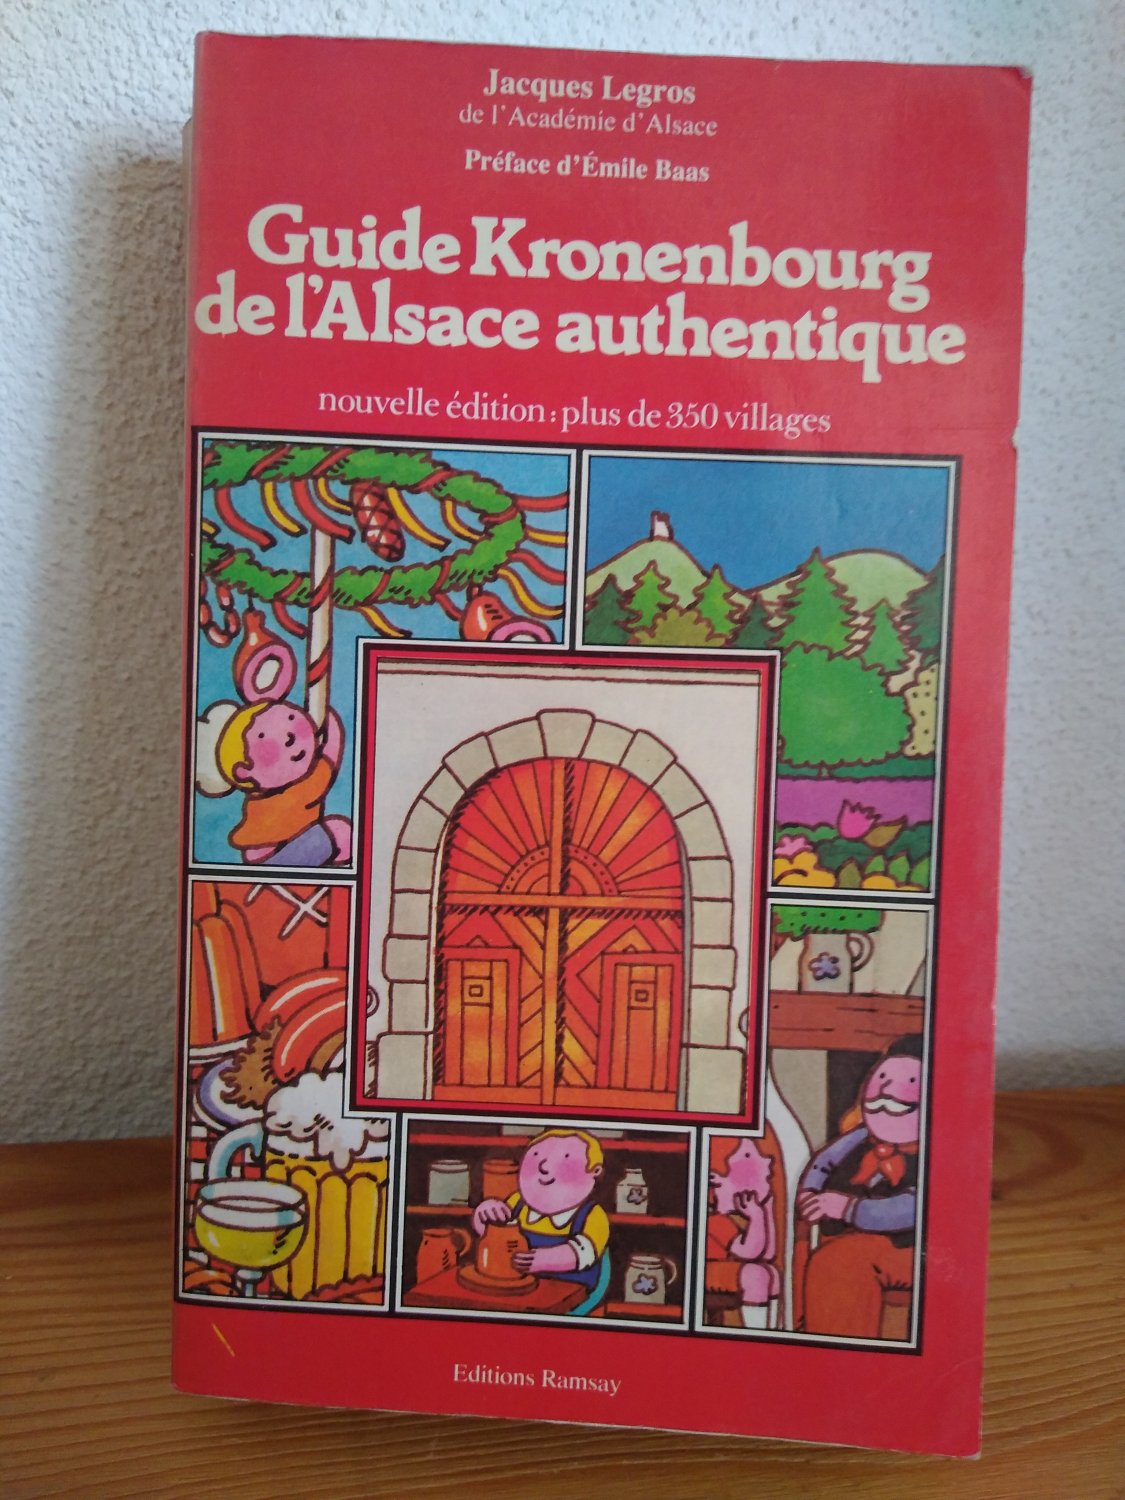 Jacques Legros
de l'Académie d'Alsace
Préface d'Émile Baas
Guide Kronenbourg
de l'Alsace authentique
nouvelle édition: plus de 350 villages
Editions Ramsay